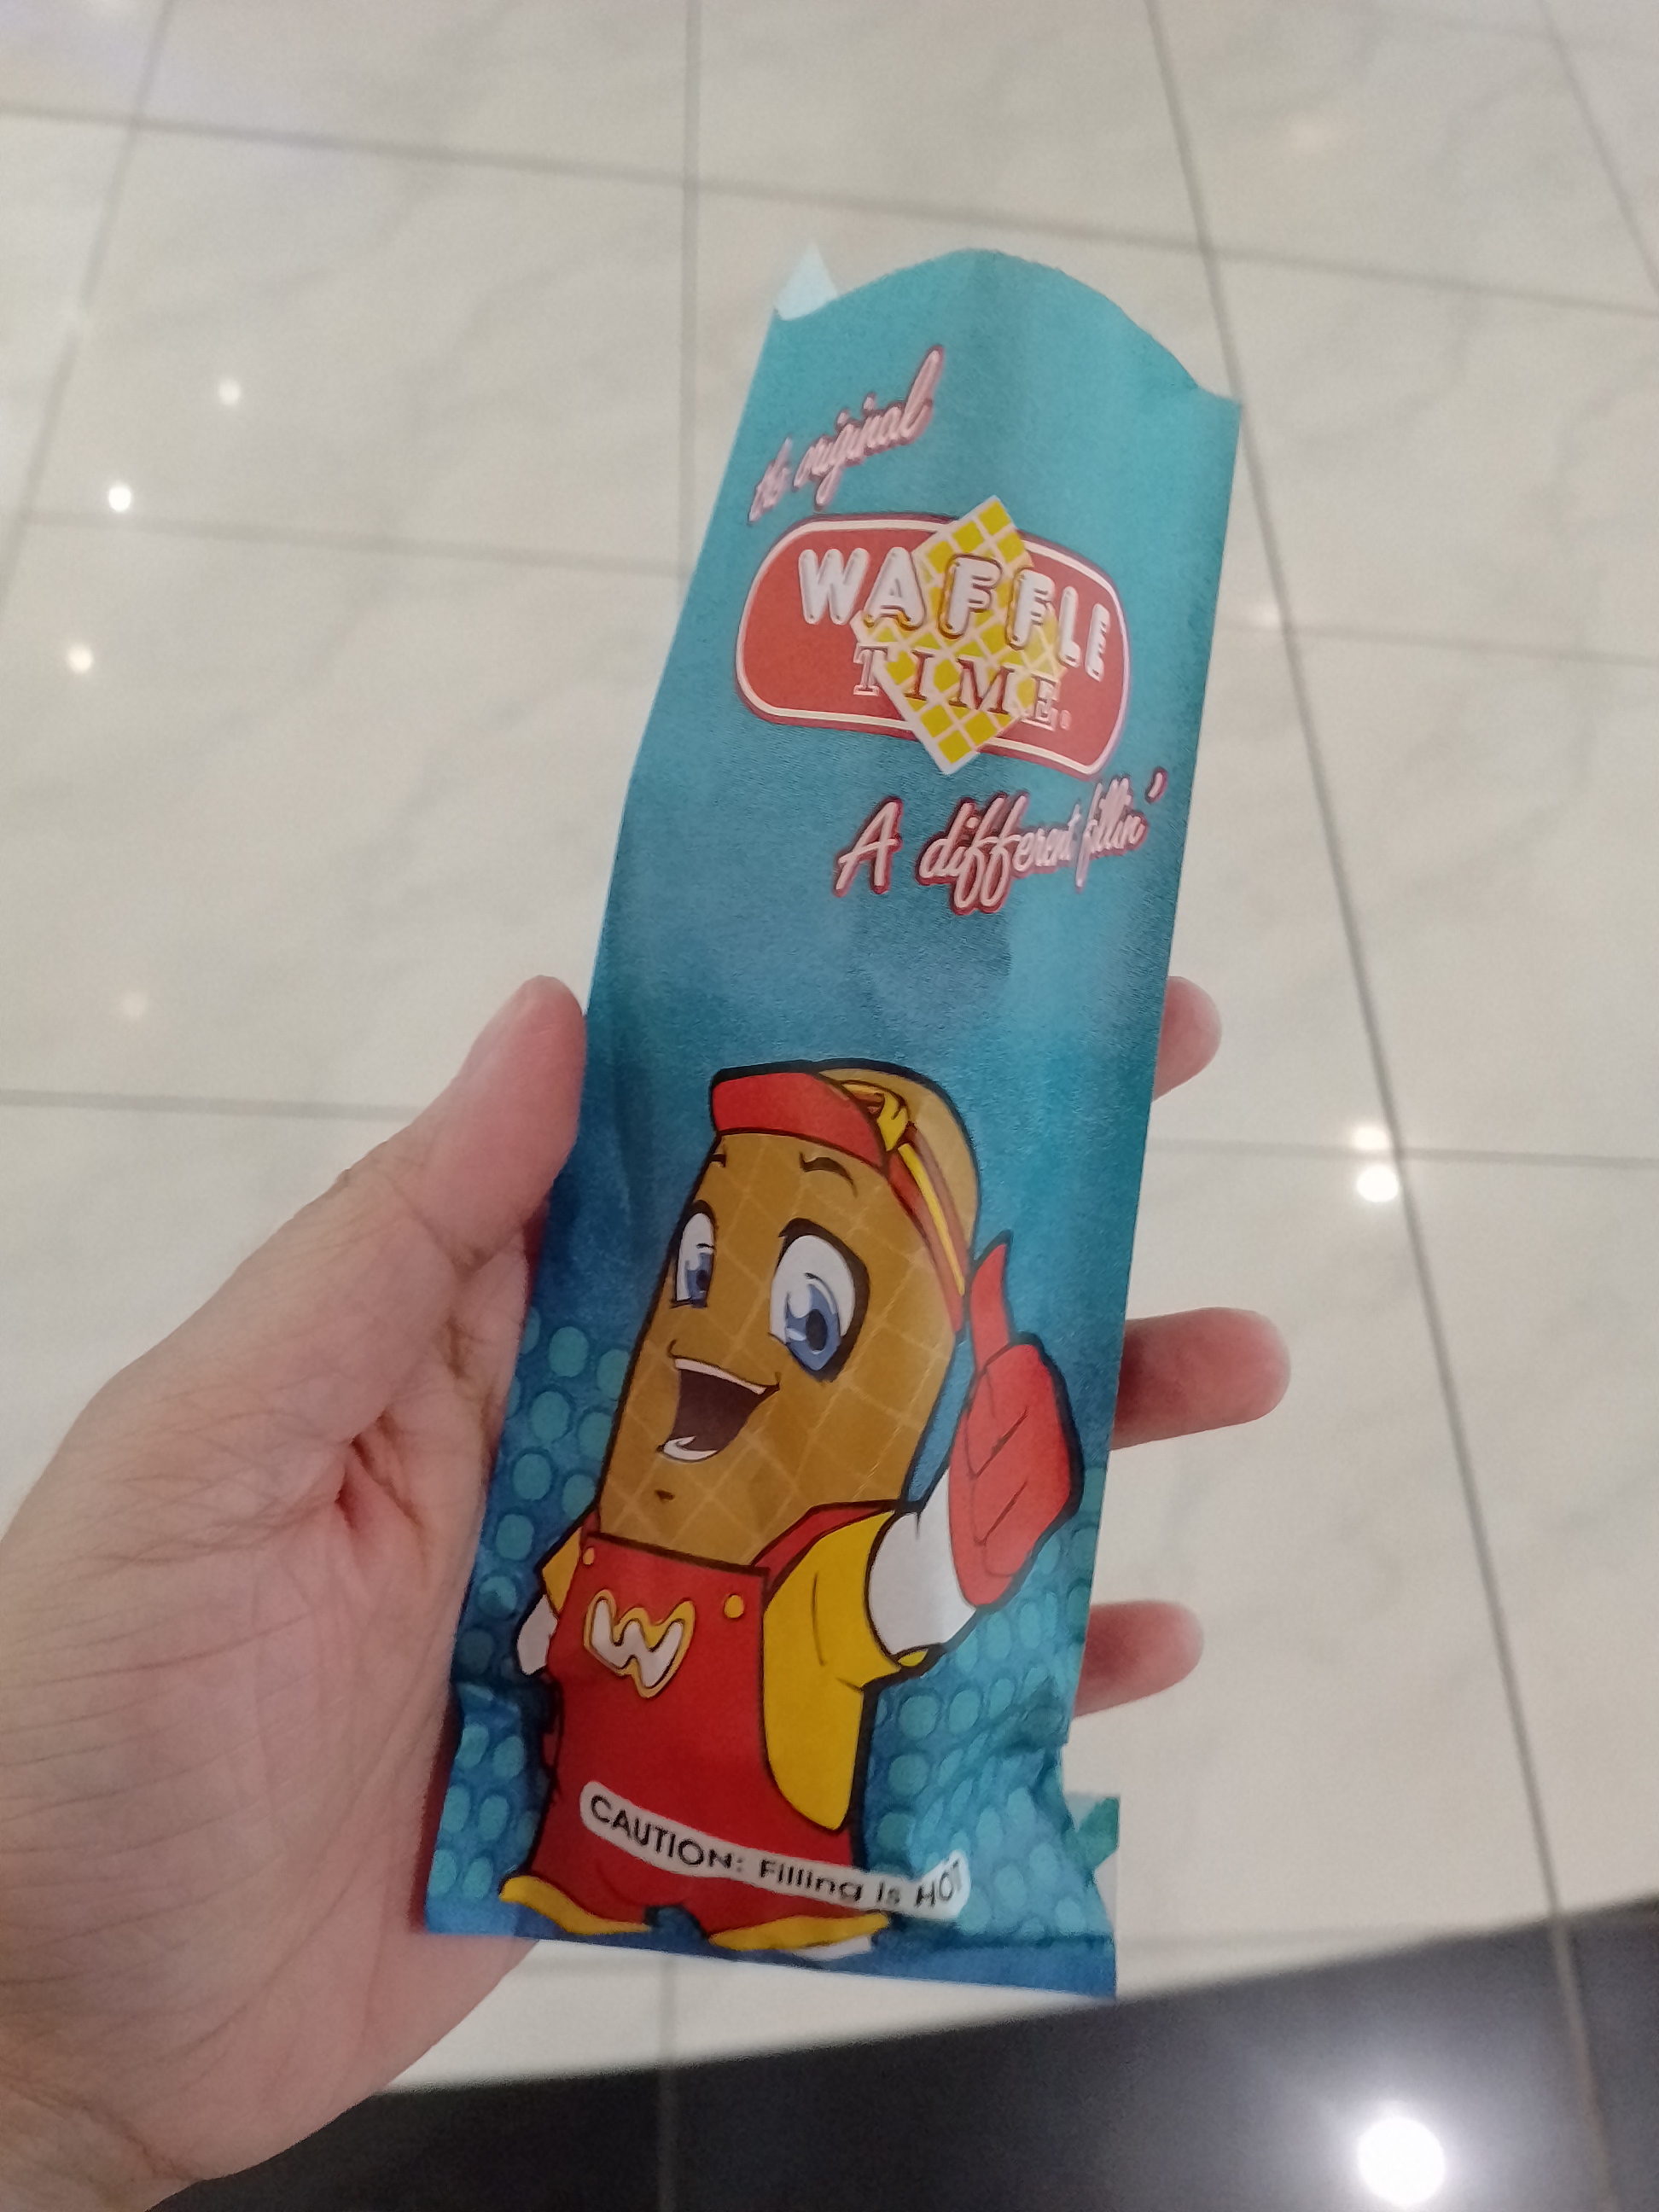 the original
WAFFLE
TIME®
A different fillin'
W
CAUTION: Filling is HOT